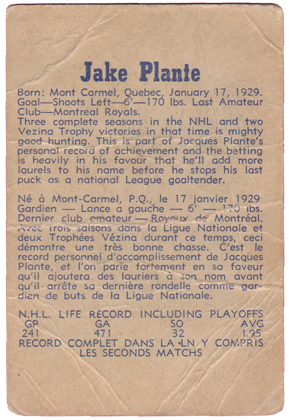 Jake Plante
Born: Mont Carmel, Quebec, January 17, 1929.
Goal—Shoots Left—6'—170 lbs. Last Amateur
Club—Montreal Royals.
Three complete seasons in the NHL and two
Vezina Trophy victories in that time is mighty
good hunting. This is part of Jacques Plante's
personal record of achievement and the betting
is heavily in his favour that he'll add more
laurels to his name before he stops his last
puck as a national League goaltender.
Né à Mont-Carmel, P.Q., le 17 janvier 1929
Gardien — Lance a gauche — 6' — 170 lbs.
Dernier club amateur — Royaux de Montréal.
Avec trois saisons dans la Ligue Nationale et
deux Trophées Vézina durant ce temps, ceci
démontre une très bonne chasse. C'est le
record personnel d'accomplissement de Jacques
Plante, et l'on parie fortement en sa faveur
qu'il ajoutera des lauriers à son nom avant
qu'il arrête sa dernière rondelle comme gar-
dien de buts de la Ligue Nationale.
N.H.L. LIFE RECORD INCLUDING PLAYOFFS
GP GA SO AVG
241 471 32 1.95
RECORD COMPLET DANS LA LN Y COMPRIS
LES SECONDS MATCHS